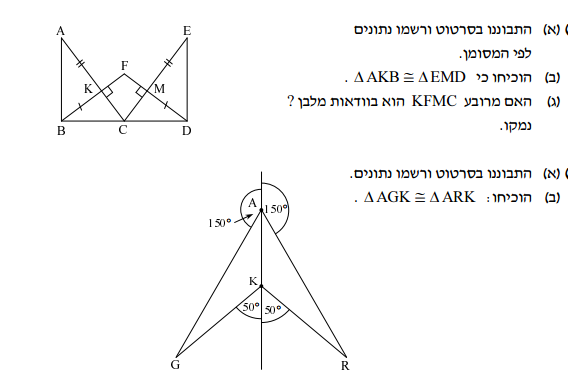 (א) התבוננו בסרטוט ורשמו נתונים
לפי המסומן.
(ב) הוכיחו כי ΔAKB ≅ ΔEMD .
(ג) האם מרובע KFMC הוא בוודאות מלבן?
נמקו.
A
E
F
K
M
B
C
D
(א) התבוננו בסרטוט ורשמו נתונים.
(ב) הוכיחו: ΔAGK ≅ ΔARK .
A
150°
150°
K
50°
50°
G
R